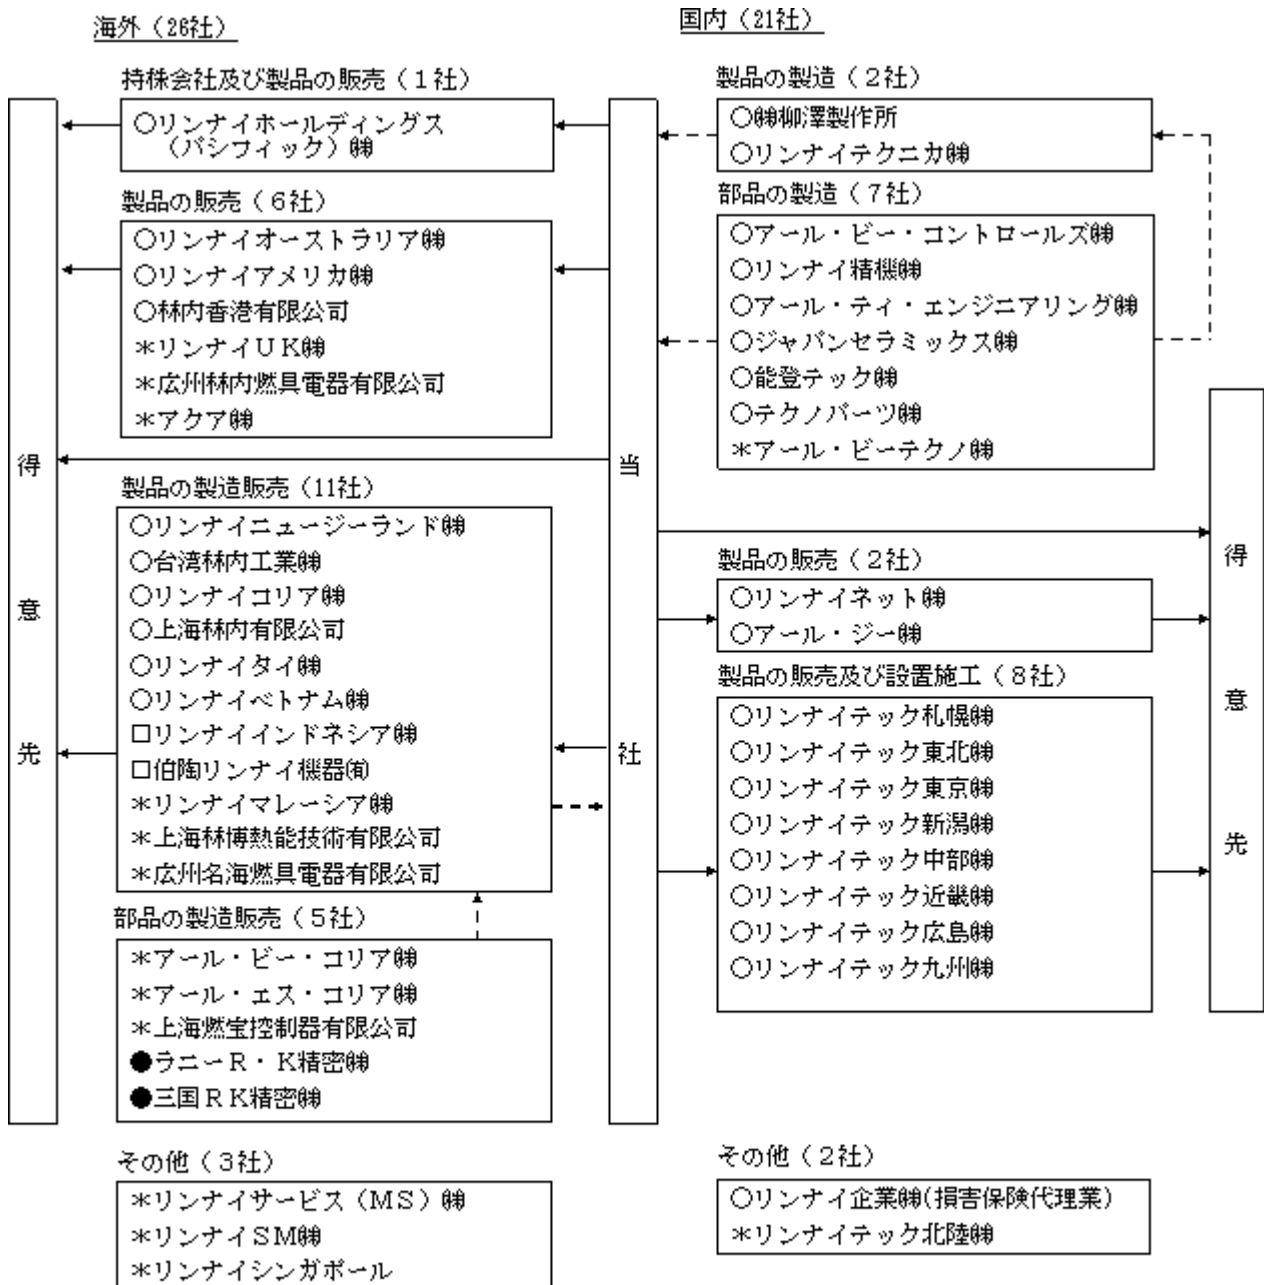 海外（26社）
持株会社及び製品の販売（１社）
○リンナイホールディングス
（パシフィック）㈱
製品の販売（６社）
○リンナイオーストラリア㈱
○リンナイアメリカ㈱
○林内香港有限公司
＊リンナイＵＫ㈱
＊広州林内燃具電器有限公司
＊アクア㈱
製品の製造販売（11社）
○リンナイニュージーランド㈱
○台湾林内工業㈱
○リンナイコリア㈱
○上海林内有限公司
○リンナイタイ㈱
○リンナイベトナム㈱
□リンナイインドネシア㈱
□伯陶リンナイ機器㈲
＊リンナイマレーシア㈱
＊上海林博熱能技術有限公司
＊広州名海燃具電器有限公司
部品の製造販売（５社）
＊アール・ビー・コリア㈱
＊アール・エス・コリア㈱
＊上海燃宝控制器有限公司
●ラニーＲ・Ｋ精密㈱
●三国ＲＫ精密㈱
その他（３社）
＊リンナイサービス（ＭＳ）㈱
＊リンナイＳＭ㈱
＊リンナイシンガポール
得意先
当社
国内（21社）
製品の製造（２社）
○㈱柳澤製作所
○リンナイテクニカ㈱
部品の製造（７社）
○アール・ビー・コントロールズ㈱
○リンナイ精機㈱
○アール・ティ・エンジニアリング㈱
○ジャパンセラミックス㈱
○能登テック㈱
○テクノパーツ㈱
＊アール・ビーテクノ㈱
製品の販売（２社）
○リンナイネット㈱
○アール・ジー㈱
製品の販売及び設置施工（８社）
○リンナイテック札幌㈱
○リンナイテック東北㈱
○リンナイテック東京㈱
○リンナイテック新潟㈱
○リンナイテック中部㈱
○リンナイテック近畿㈱
○リンナイテック広島㈱
○リンナイテック九州㈱
その他（２社）
○リンナイ企業㈱(損害保険代理業)
＊リンナイテック北陸㈱
得意先